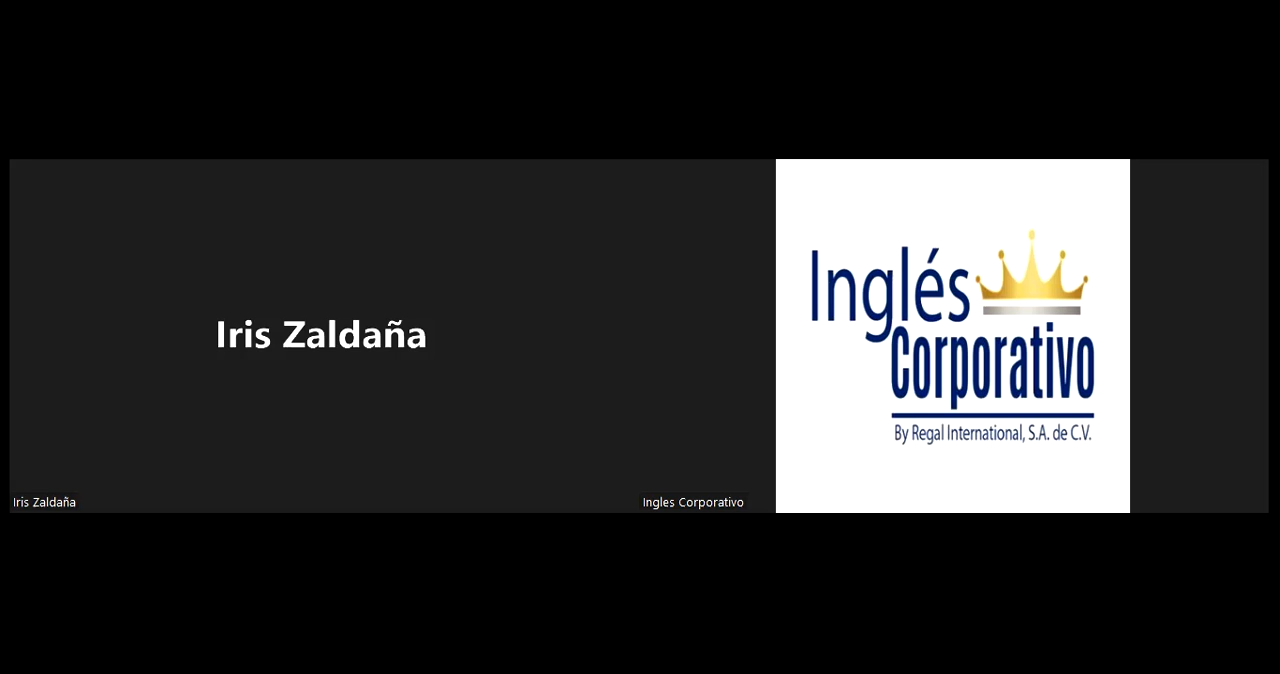 Iris Zaldaña
Iris Zaldaña
Ingles Corporativo
Inglés
Corporativo
By Regal International, S.A. de C.V.